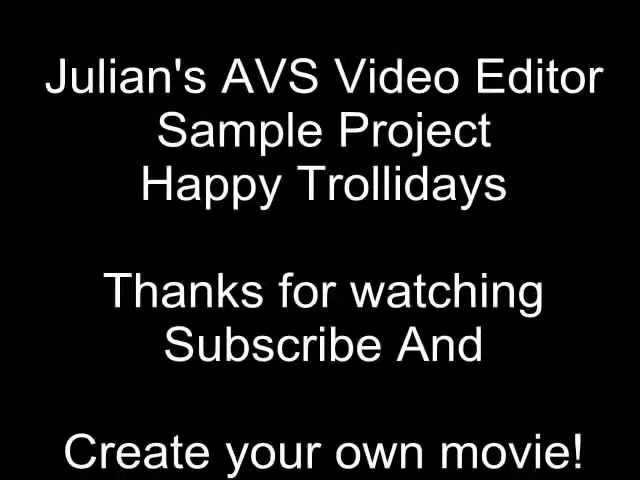 Julian's AVS Video Editor
Sample Project
Happy Trollidays
Thanks for watching
Subscribe And
Create your own movie!